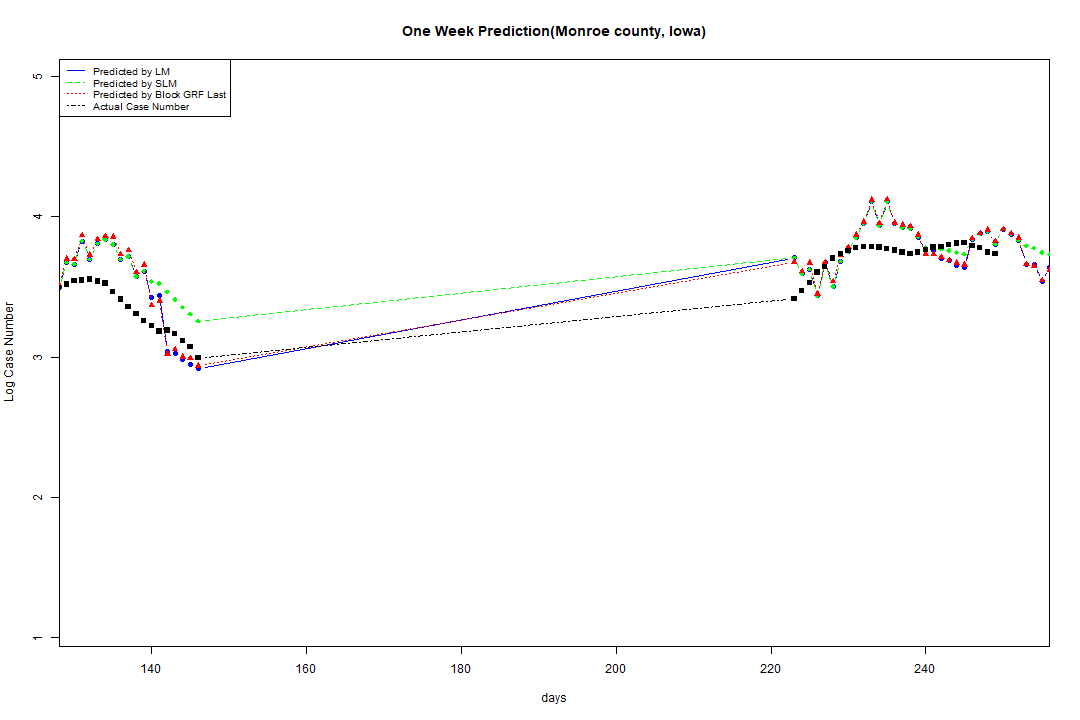 One Week Prediction(Monroe county, Iowa)
Predicted by LM
Predicted by SLM
Predicted by Block GRF Last
Actual Case Number
5
4
3
2
1
Log Case Number
140 160 180 200 220 240
days